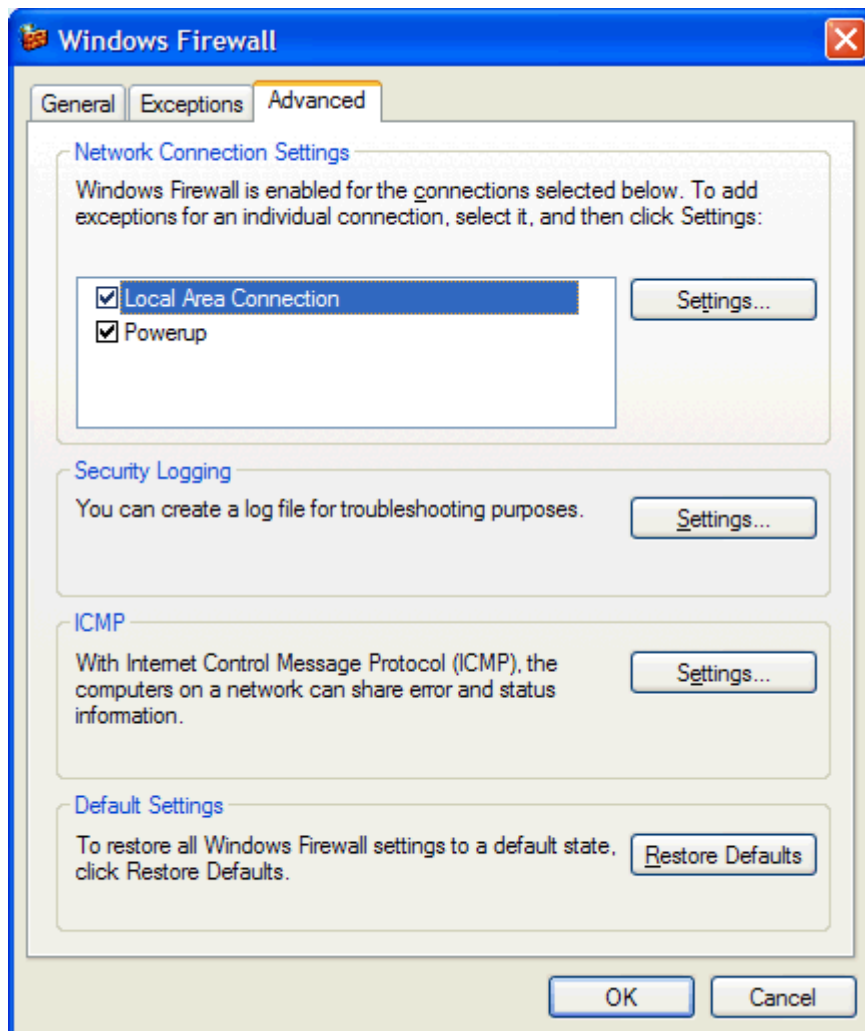 Windows Firewall
General Exceptions Advanced
Network Connection Settings
Windows Firewall is enabled for the connections selected below. To add
exceptions for an individual connection, select it, and then click Settings:
Local Area Connection
Settings...
Powerup
Security Logging
You can create a log file for troubleshooting purposes.
Settings...
ICMP
With Internet Control Message Protocol (ICMP), the
computers on a network can share error and status
information.
Settings...
Default Settings
To restore all Windows Firewall settings to a default state,
click Restore Defaults.
Restore Defaults
OK Cancel